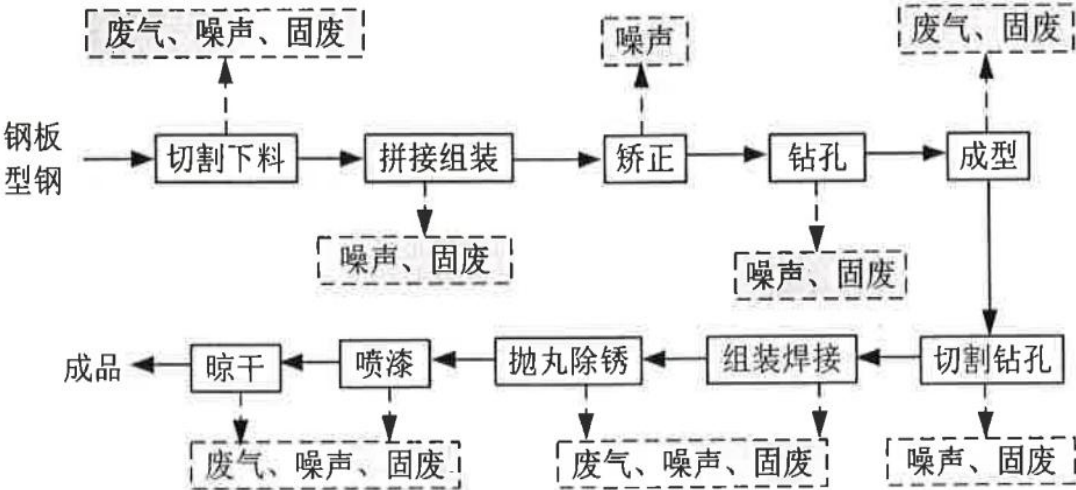 废气、噪声、固废
噪声
废气、固废
钢板
型钢
切割下料
拼接组装
矫正
钻孔
成型
噪声、固废
噪声、固废
成品
晾干
喷漆
抛丸除锈
组装焊接
切割钻孔
废气、噪声、固废
废气、噪声、固废
噪声、固废